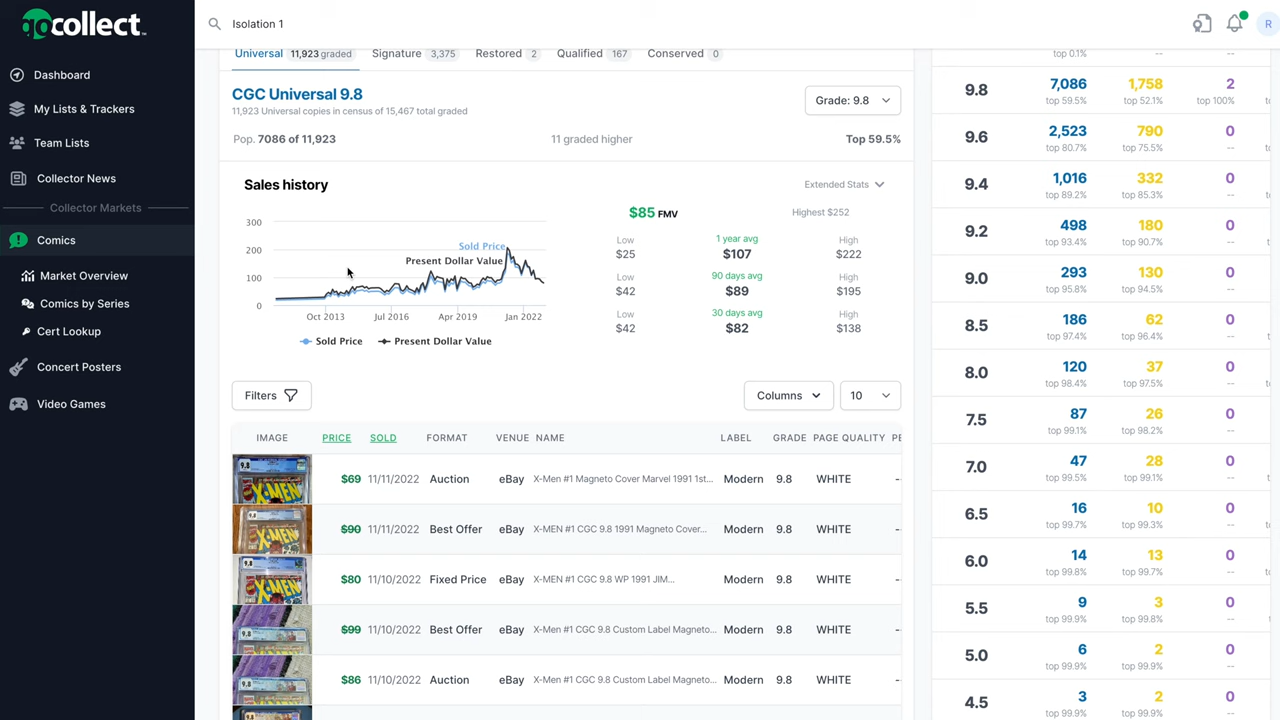 gocollect
Dashboard
My Lists & Trackers
Team Lists
Collector News
Collector Markets
Comics
Market Overview
Comics by Series
Cert Lookup
Concert Posters
Video Games
Isolation 1
R
Universal 11,923 graded Signature 3,375 Restored 2 Qualified 167 Conserved 0
CGC Universal 9.8
11,923 Universal copies in census of 15,467 total graded
Grade: 9.8
Pop. 7086 of 11,923 11 graded higher Top 59.5%
Sales history
Extended Stats
300
200
100
0
Sold Price
Present Dollar Value
Oct 2013 Jul 2016 Apr 2019 Jan 2022
Sold Price Present Dollar Value
$85 FMV Highest $252
Low 1 year avg High
$25 $107 $222
Low 90 days avg High
$42 $89 $195
Low 30 days avg High
$42 $82 $138
Filters Columns 10
IMAGE PRICE SOLD FORMAT VENUE NAME LABEL GRADE PAGE QUALITY PE
9.8 X-MEN $69 11/11/2022 Auction eBay X-Men #1 Magneto Cover Marvel 1991 1st... Modern 9.8 WHITE --
X-MEN $90 11/11/2022 Best Offer eBay X-MEN #1 CGC 9.8 1991 Magneto Cover... Modern 9.8 WHITE --
9.8 X-MEN $80 11/10/2022 Fixed Price eBay X-MEN #1 CGC 9.8 WP 1991 JIM... Modern 9.8 WHITE --
9.8 $99 11/10/2022 Best Offer eBay X-Men #1 CGC 9.8 Custom Label Magneto... Modern 9.8 WHITE --
9.8 $86 11/10/2022 Auction eBay X-Men #1 CGC 9.8 Custom Label Magneto... Modern 9.8 WHITE --
top 0.1% -- --
9.8 7,086 1,758 2
top 59.5% top 52.1% top 100%
9.6 2,523 790 0
top 80.7% top 75.5% --
9.4 1,016 332 0
top 89.2% top 85.3% --
9.2 498 180 0
top 93.4% top 90.7% --
9.0 293 130 0
top 95.8% top 94.5% --
8.5 186 62 0
top 97.4% top 96.4% --
8.0 120 37 0
top 98.4% top 97.5% --
7.5 87 26 0
top 99.1% top 98.2% --
7.0 47 28 0
top 99.5% top 99.1% --
6.5 16 10 0
top 99.7% top 99.3% --
6.0 14 13 0
top 99.8% top 99.7% --
5.5 9 3 0
top 99.9% top 99.8% --
5.0 6 2 0
top 99.9% top 99.9% --
4.5 3 2 0
top 99.9% top 99.9% --